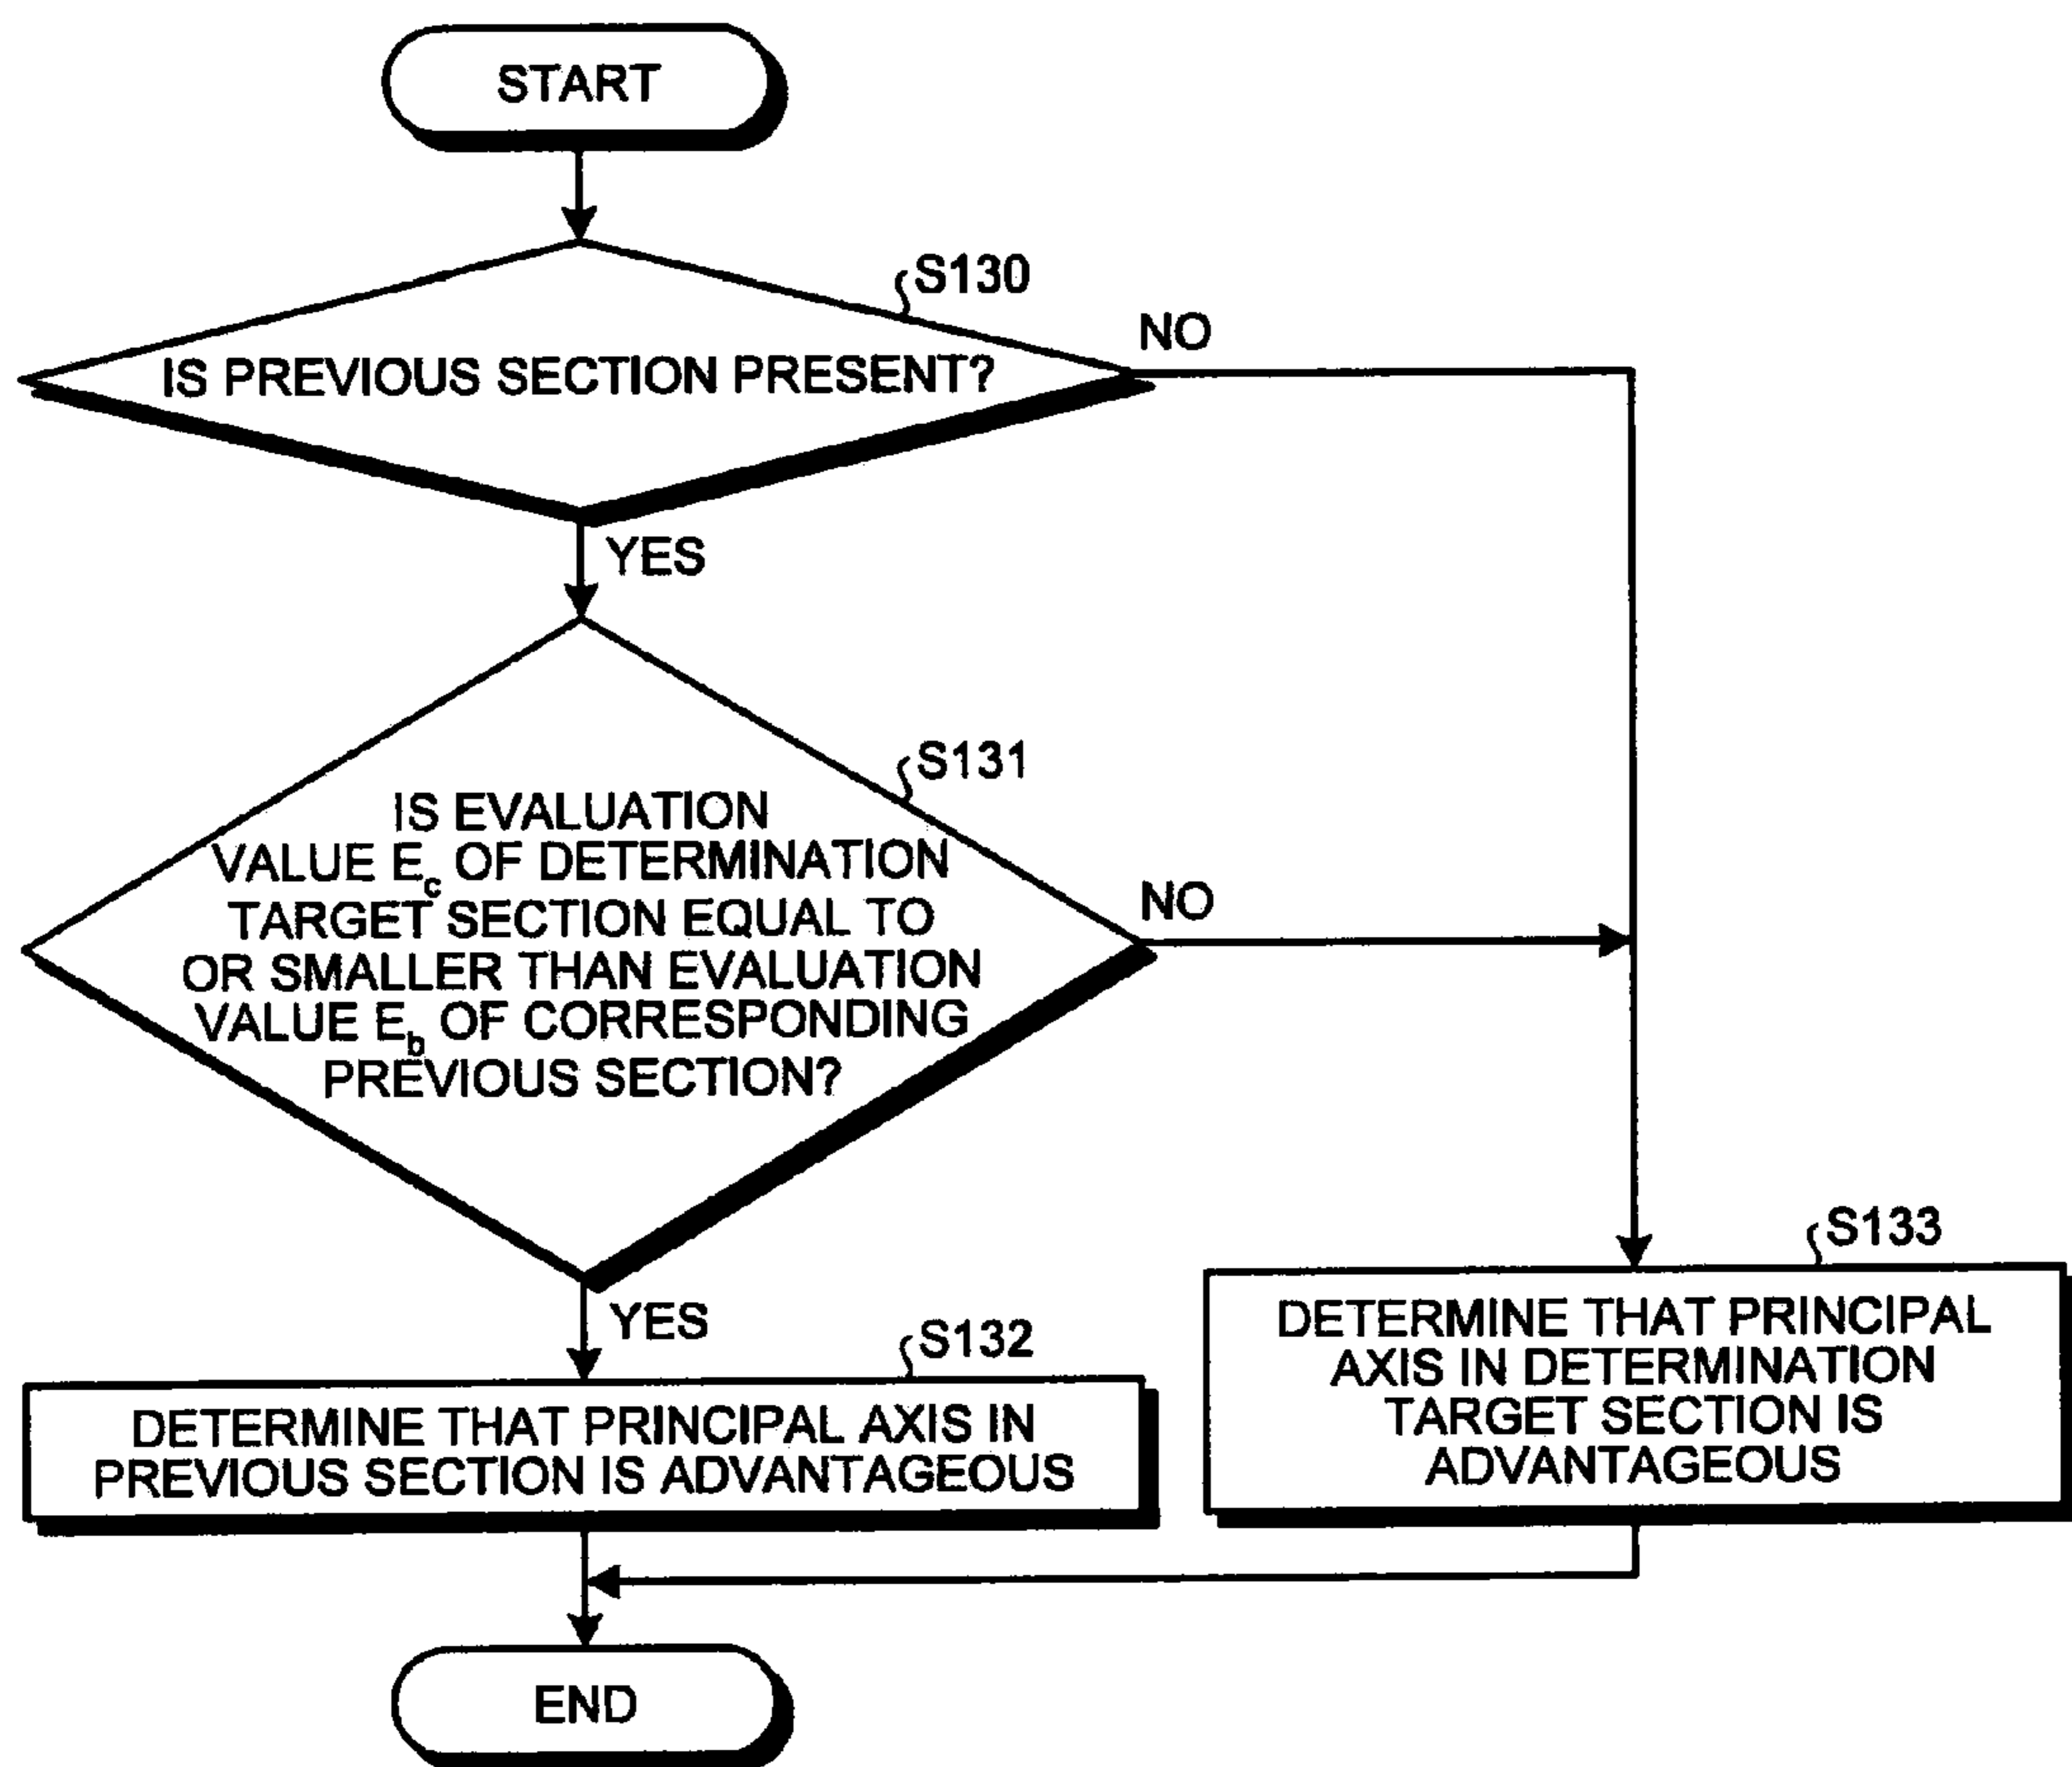 START
S130
NO
IS PREVIOUS SECTION PRESENT?
YES
S131
IS EVALUATION
VALUE Ec OF DETERMINATION
TARGET SECTION EQUAL TO
OR SMALLER THAN EVALUATION
VALUE Eb OF CORRESPONDING
PREVIOUS SECTION?
NO
YES
S132
DETERMINE THAT PRINCIPAL AXIS IN
PREVIOUS SECTION IS ADVANTAGEOUS
S133
DETERMINE THAT PRINCIPAL
AXIS IN DETERMINATION
TARGET SECTION IS
ADVANTAGEOUS
END